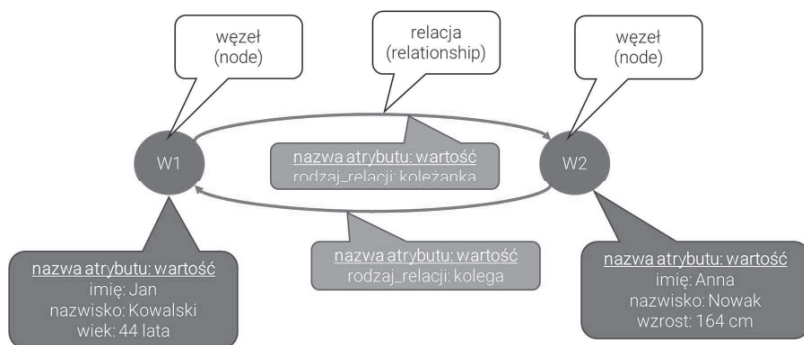 węzeł
(node)
relacja
(relationship)
węzeł
(node)
W1
W2
nazwa atrybutu: wartość
rodzaj_relacji: koleżanka
nazwa atrybutu: wartość
rodzaj_relacji: kolega
nazwa atrybutu: wartość
imię: Jan
nazwisko: Kowalski
wiek: 44 lata
nazwa atrybutu: wartość
imię: Anna
nazwisko: Nowak
wzrost: 164 cm